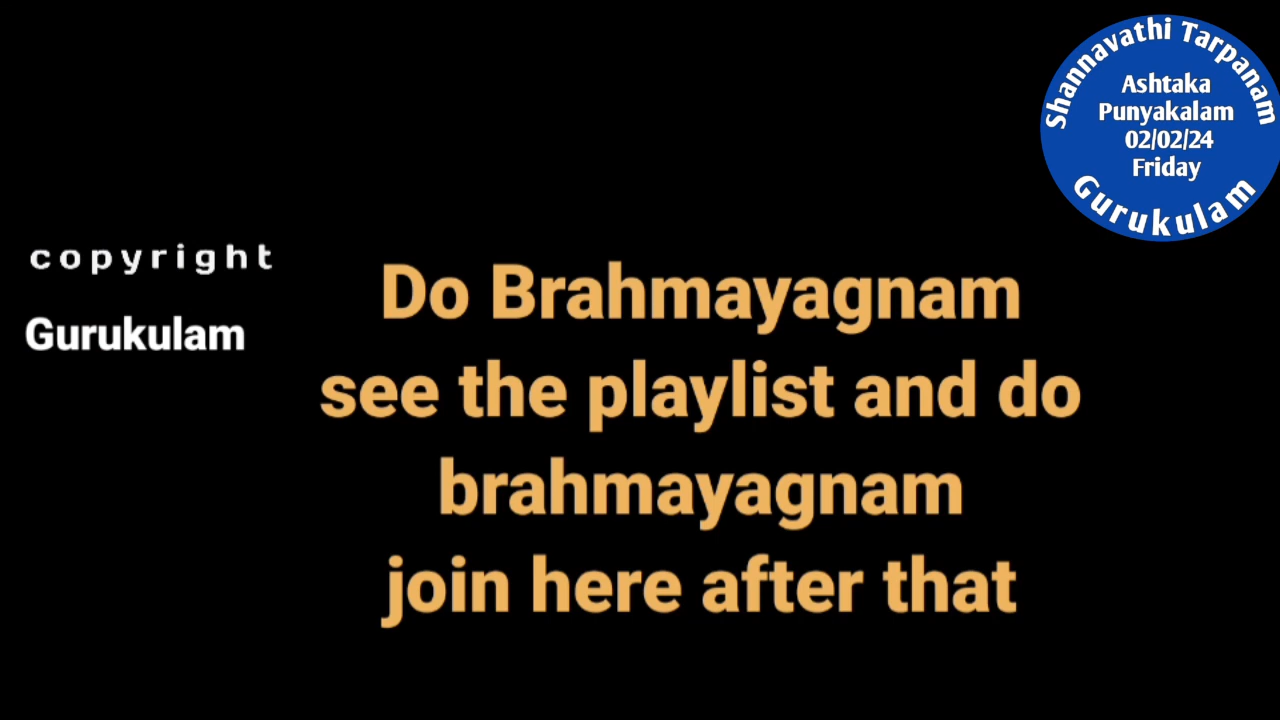 Shannavathi Tarpanam
Ashtaka
Punyakalam
02/02/24
Friday
Gurukulam
copyright
Gurukulam
Do Brahmayagnam
see the playlist and do
brahmayagnam
join here after that